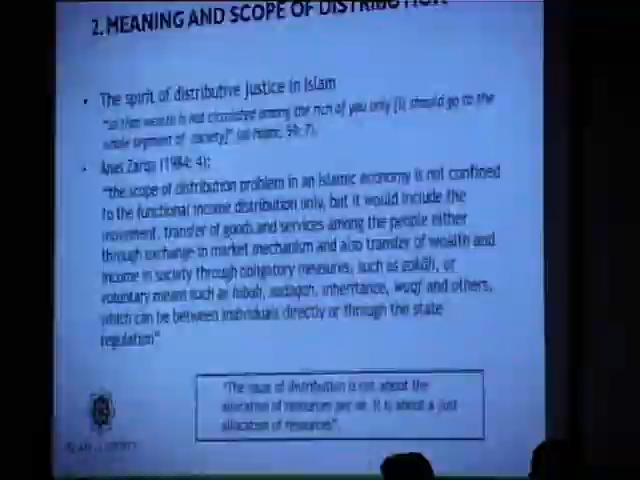 2. MEANING AND SCOPE OF DISTRIBUTION
• The spirit of distributive justice in Islam
"so that wealth is not circulated among the rich of you only [it should go to the
whole segment of society]" (al-Hashr, 59: 7).
• Anas Zarqa (1984: 4):
"the scope of distribution problem in an Islamic economy is not confined
to the functional income distribution only, but it would include the
movement, transfer of goods and services among the people either
through exchange in market mechanism and also transfer of wealth and
income in society through obligatory measures, such as zakāh, or
voluntary means such as hibah, sadaqah, inheritance, waqf and others,
which can be between individuals directly or through the state
regulation"
"The issue of distribution is not about the
allocation of resources per se. It is about a just
allocation of resources".